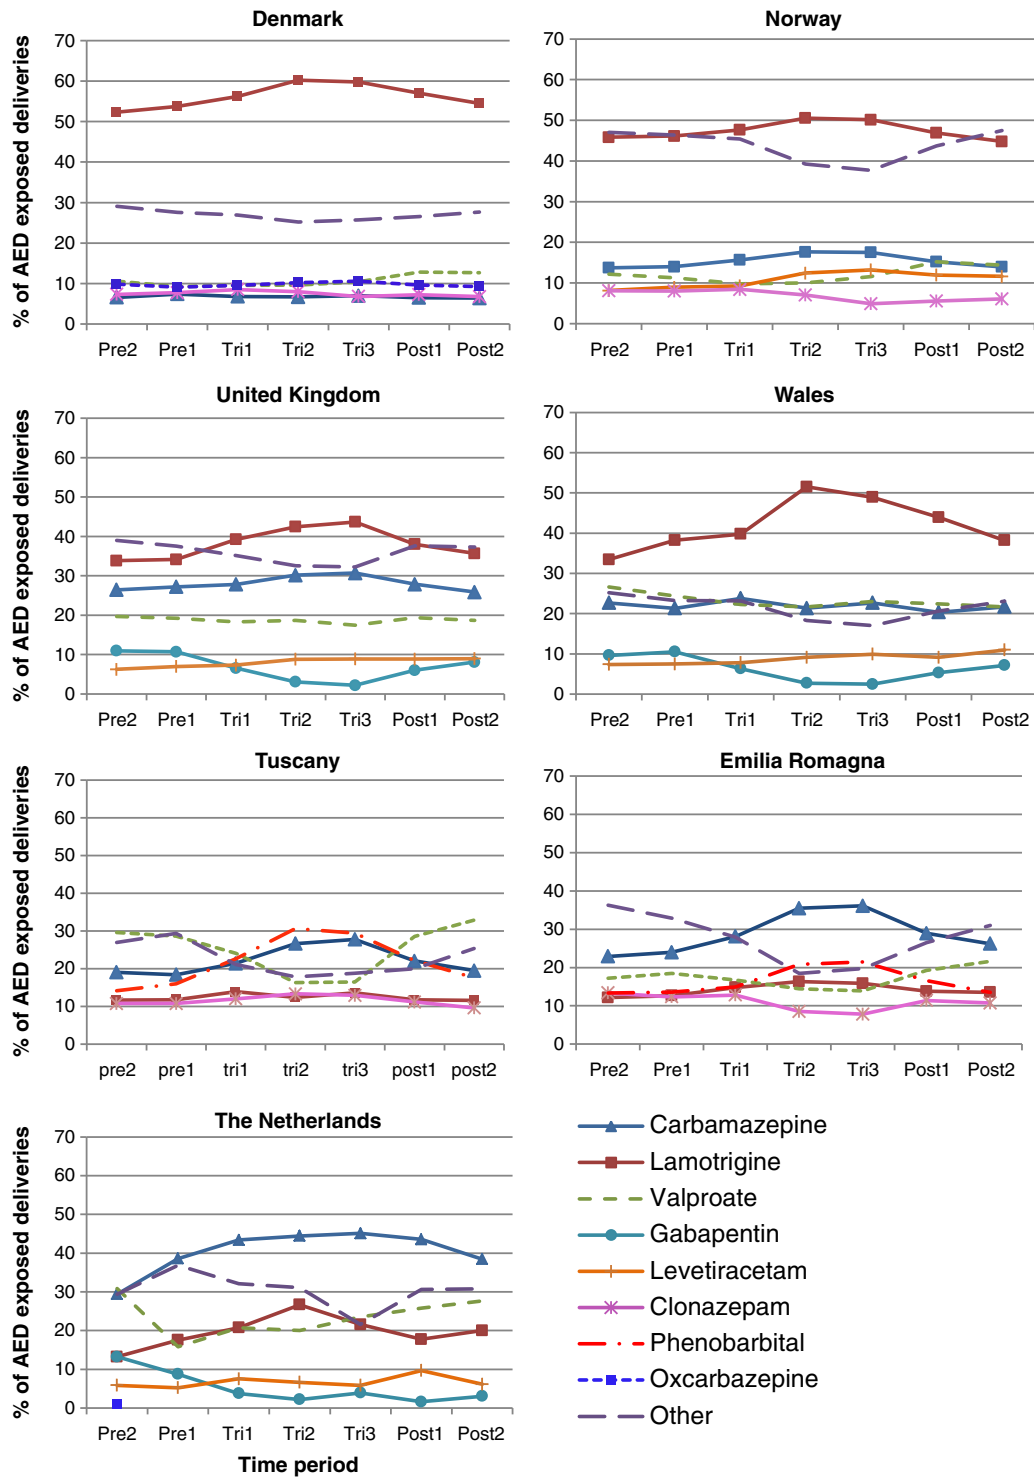 Denmark
% of AED exposed deliveries
70
60
50
40
30
20
10
0
Pre2 Pre1 Tri1 Tri2 Tri3 Post1 Post2
Norway
70
60
50
40
30
20
10
0
Pre2 Pre1 Tri1 Tri2 Tri3 Post1 Post2
United Kingdom
% of AED exposed deliveries
70
60
50
40
30
20
10
0
Pre2 Pre1 Tri1 Tri2 Tri3 Post1 Post2
Wales
70
60
50
40
30
20
10
0
Pre2 Pre1 Tri1 Tri2 Tri3 Post1 Post2
Tuscany
% of AED exposed deliveries
70
60
50
40
30
20
10
0
pre2 pre1 tri1 tri2 tri3 post1 post2
Emilia Romagna
70
60
50
40
30
20
10
0
Pre2 Pre1 Tri1 Tri2 Tri3 Post1 Post2
The Netherlands
% of AED exposed deliveries
70
60
50
40
30
20
10
0
Pre2 Pre1 Tri1 Tri2 Tri3 Post1 Post2
Time period
Carbamazepine
Lamotrigine
Valproate
Gabapentin
Levetiracetam
Clonazepam
Phenobarbital
Oxcarbazepine
Other